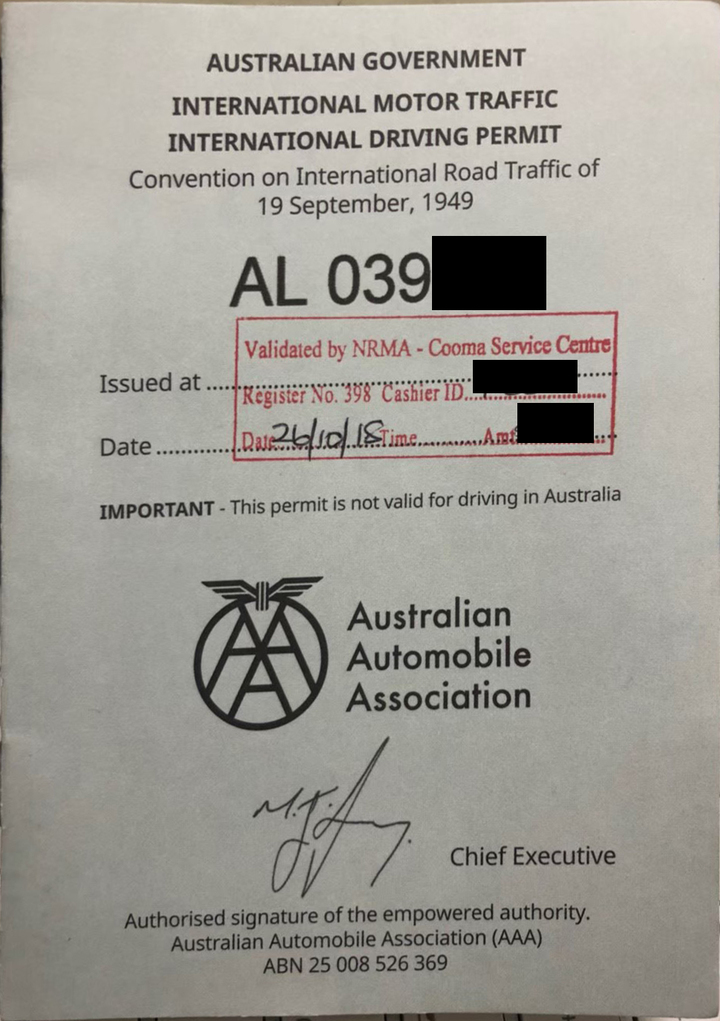 AUSTRALIAN GOVERNMENT
INTERNATIONAL MOTOR TRAFFIC
INTERNATIONAL DRIVING PERMIT
Convention on International Road Traffic of
19 September, 1949
AL 039
Validated by NRMA - Cooma Service Centre
Issued at
Register No. 398 Cashier ID
Date
Date 26/10/18 Time Amt
IMPORTANT - This permit is not valid for driving in Australia
AAA
Australian
Automobile
Association
Chief Executive
Authorised signature of the empowered authority.
Australian Automobile Association (AAA)
ABN 25 008 526 369